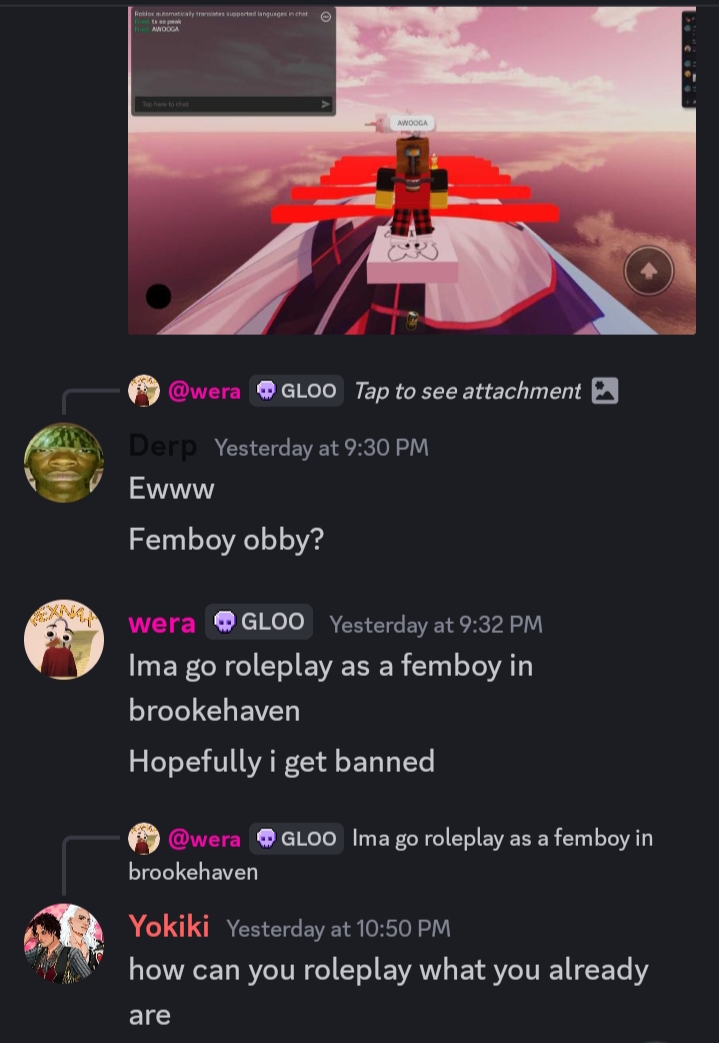 Roblox automatically translates supported languages in chat
ts so peak
AWOOGA
Tap here to chat
AWOOGA
@wera GLOO Tap to see attachment
Derp Yesterday at 9:30 PM
Ewww
Femboy obby?
wera GLOO Yesterday at 9:32 PM
Ima go roleplay as a femboy in
brookehaven
Hopefully i get banned
@wera GLOO Ima go roleplay as a femboy in
brookehaven
Yokiki Yesterday at 10:50 PM
how can you roleplay what you already
are